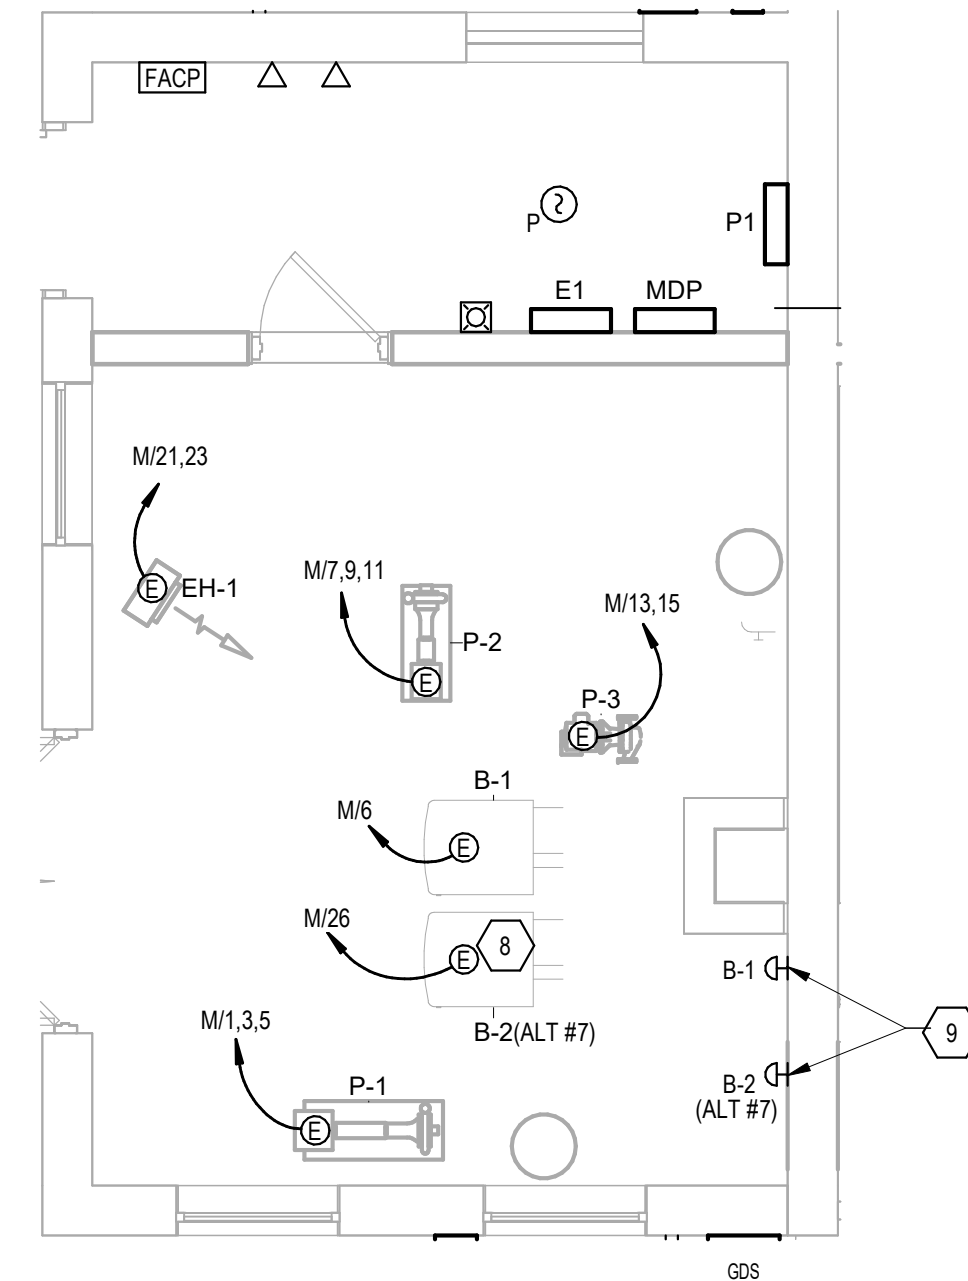 FACP
P
P1
E1
MDP
M/21,23
E
EH-1
M/7,9,11
P-2
E
M/13,15
P-3
E
B-1
M/6
E
M/26
E
8
B-2(ALT #7)
B-1
9
B-2
(ALT #7)
M/1,3,5
P-1
E
GDS